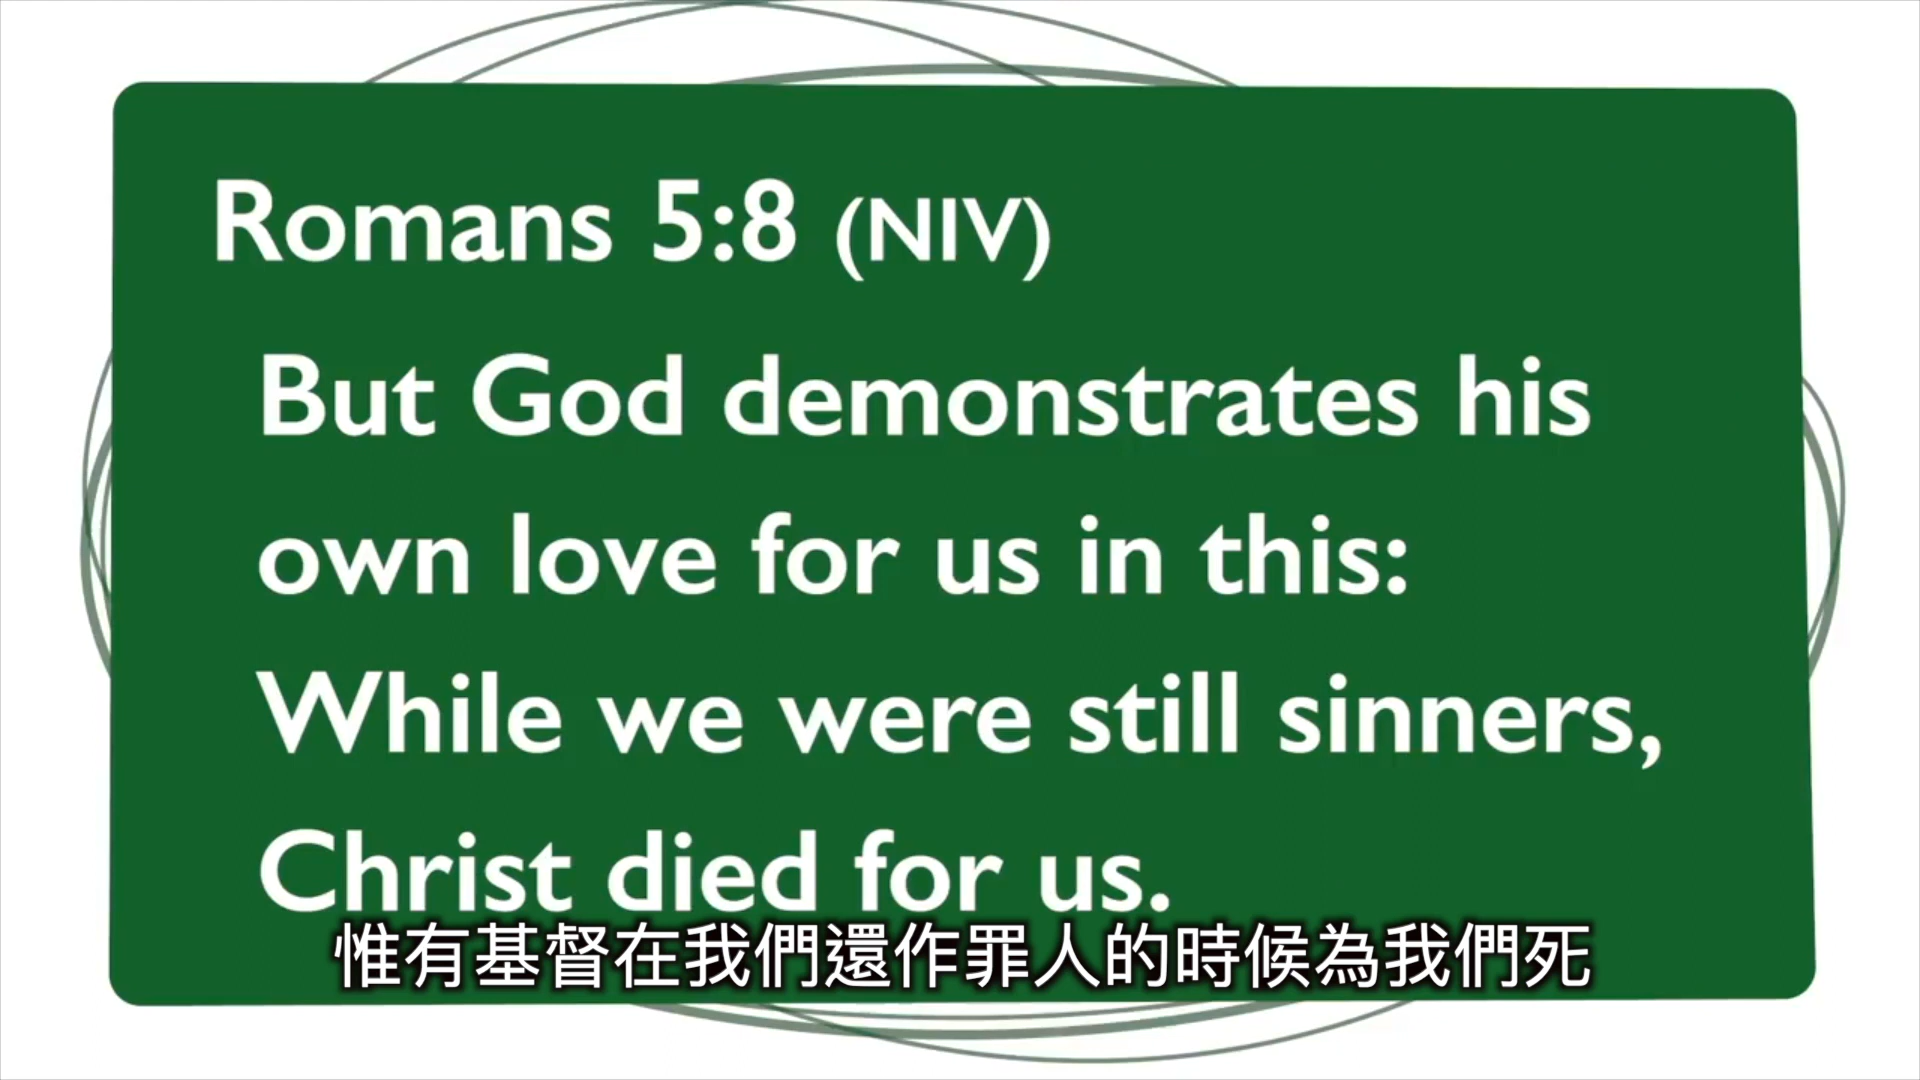 Romans 5:8 (NIV)
But God demonstrates his
own love for us in this:
While we were still sinners,
Christ died for us.
惟有基督在我們還作罪人的時候為我們死